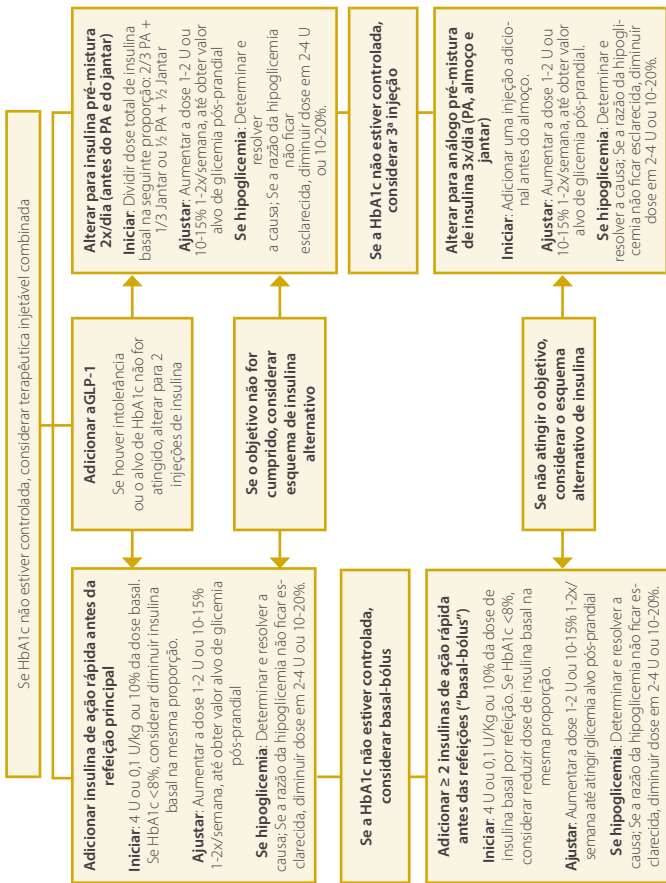 Se HbA1c não estiver controlada, considerar terapêutica injetável combinada
Adicionar insulina de ação rápida antes da
refeição principal
Iniciar: 4 U ou 0,1 U/Kg ou 10% da dose basal.
Se HbA1c <8%, considerar diminuir insulina
basal na mesma proporção.
Ajustar: Aumentar a dose 1-2 U ou 10-15%
1-2x/semana, até obter valor alvo de glicemia
pós-prandial
Se hipoglicemia: Determinar e resolver a
causa; Se a razão da hipoglicemia não ficar es-
clarecida, diminuir dose em 2-4 U ou 10-20%.
Adicionar aGLP-1
Se houver intolerância
ou o alvo de HbA1c não for
atingido, alterar para 2
injeções de insulina
Alterar para insulina pré-mistura
2x/dia (antes do PA e do jantar)
Iniciar: Dividir dose total de insulina
basal na seguinte proporção: 2/3 PA +
1/3 Jantar ou ½ PA + ½ Jantar
Ajustar: Aumentar a dose 1-2 U ou
10-15% 1-2x/semana, até obter valor
alvo de glicemia pós-prandial
Se hipoglicemia: Determinar e
resolver
a causa; Se a razão da hipoglicemia
não ficar
esclarecida, diminuir dose em 2-4 U
ou 10-20%.
Se o objetivo não for
cumprido, considerar
esquema de insulina
alternativo
Se a HbA1c não estiver controlada,
considerar basal-bólus
Se a HbA1c não estiver controlada,
considerar 3ª injeção
Adicionar ≥ 2 insulinas de ação rápida
antes das refeições ("basal-bólus")
Iniciar: 4 U ou 0,1 U/Kg ou 10% da dose de
insulina basal por refeição. Se HbA1c <8%,
considerar reduzir dose de insulina basal na
mesma proporção.
Ajustar: Aumentar a dose 1-2 U ou 10-15% 1-2x/
semana até atingir glicemia alvo pós-prandial
Se hipoglicemia: Determinar e resolver a
causa; Se a razão da hipoglicemia não ficar es-
clarecida, diminuir dose em 2-4 U ou 10-20%.
Se não atingir o objetivo,
considerar o esquema
alternativo de insulina
Alterar para análogo pré-mistura
de insulina 3x/dia (PA, almoço e
jantar)
Iniciar: Adicionar uma injeção adicio-
nal antes do almoço.
Ajustar: Aumentar a dose 1-2 U ou
10-15% 1-2x/semana, até obter valor
alvo de glicemia pós-prandial.
Se hipoglicemia: Determinar e
resolver a causa; Se a razão da hipogli-
cemia não ficar esclarecida, diminuir
dose em 2-4 U ou 10-20%.